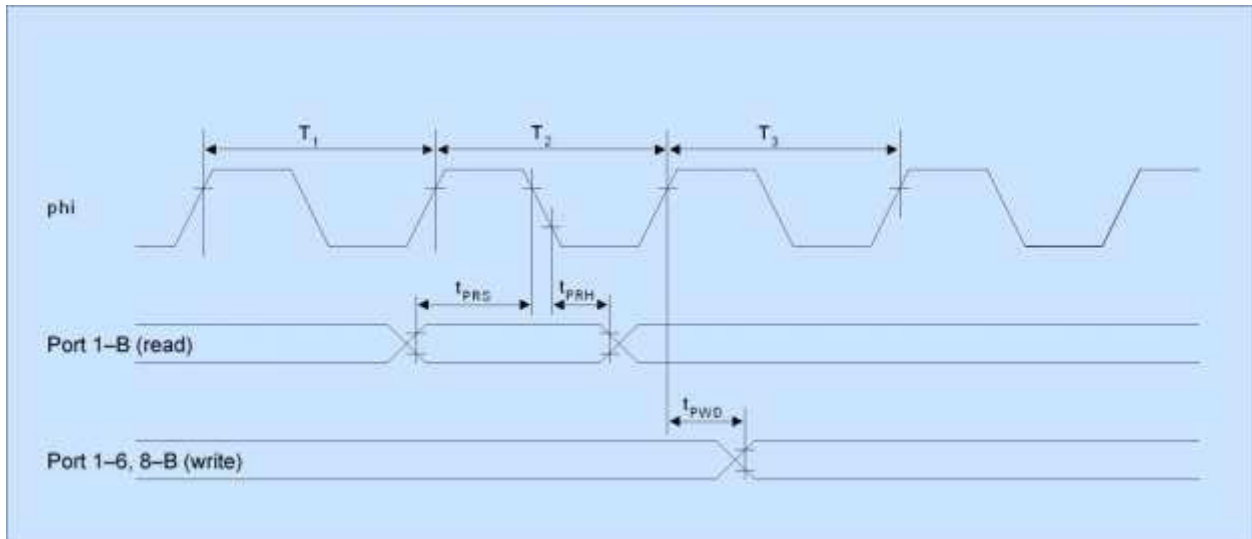 T1 T2 T3
phi
tPRS tPRH
Port 1–B (read)
tPWD
Port 1–6, 8–B (write)